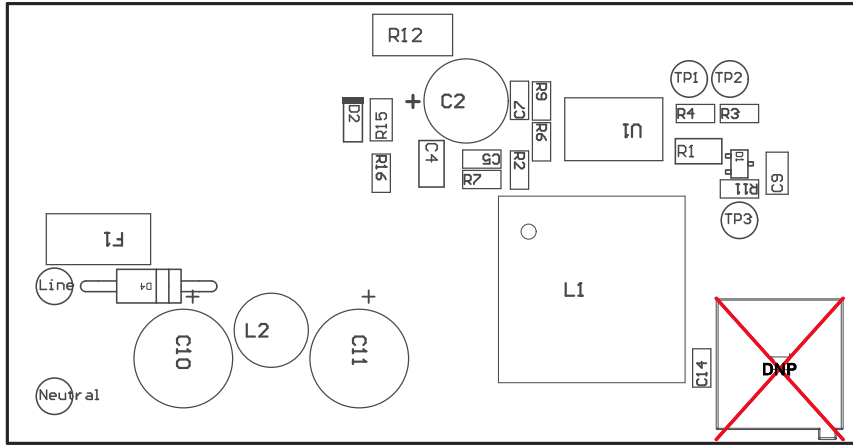 R12
TP1 TP2
C2
D2 R15 + C7 R9 R4 R3
R6 U1
C4 C5 R2 R1 D1
R16 R7 R11 C9
TP3
F1
Line D4
+ +
L1
L2
C10 C11
C14 DNP
Neutral